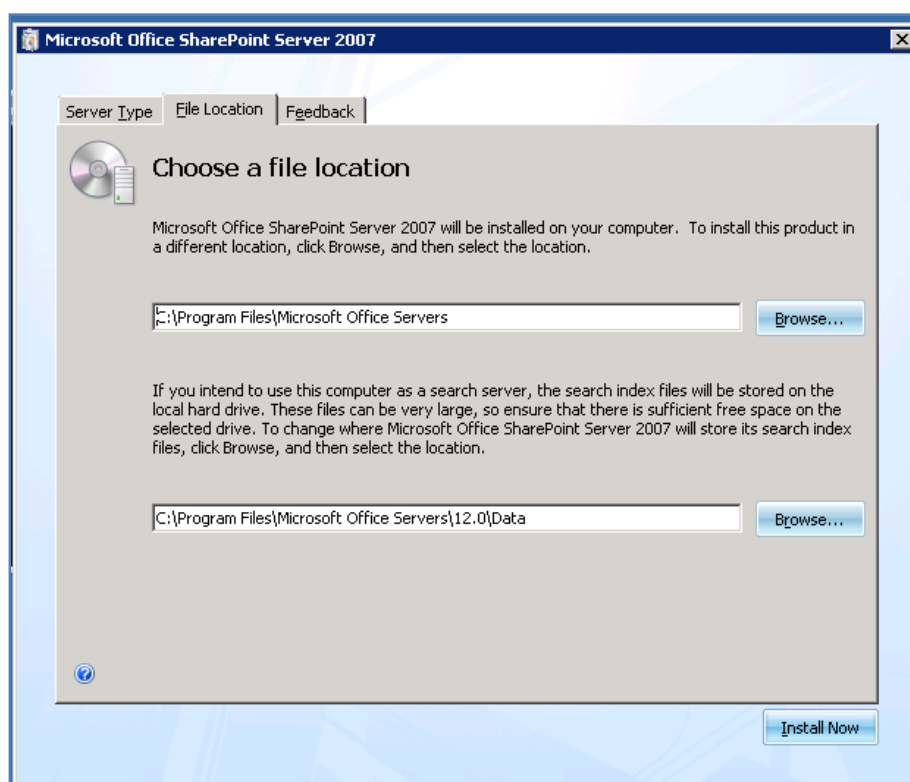 Microsoft Office SharePoint Server 2007
Server Type
File Location
Feedback
Choose a file location
Microsoft Office SharePoint Server 2007 will be installed on your computer. To install this product in
a different location, click Browse, and then select the location.
C:\Program Files\Microsoft Office Servers
Browse...
If you intend to use this computer as a search server, the search index files will be stored on the
local hard drive. These files can be very large, so ensure that there is sufficient free space on the
selected drive. To change where Microsoft Office SharePoint Server 2007 will store its search index
files, click Browse, and then select the location.
C:\Program Files\Microsoft Office Servers\12.0\Data
Browse...
Install Now